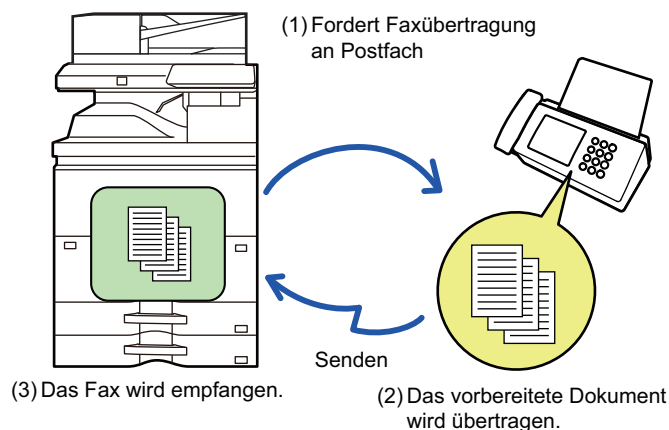 (1) Fordert Faxübertragung
an Postfach
Senden
(3) Das Fax wird empfangen.
(2) Das vorbereitete Dokument
wird übertragen.